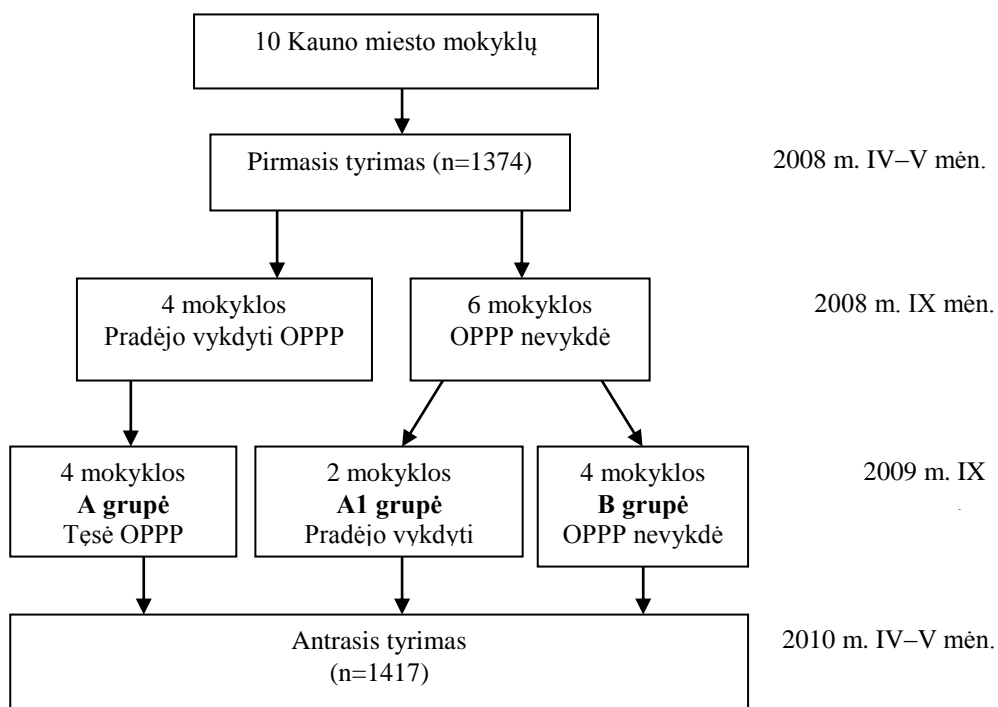 10 Kauno miesto mokyklų
Pirmasis tyrimas (n=1374)
2008 m. IV–V mėn.
4 mokyklos
Pradėjo vykdyti OPPP
6 mokyklos
OPPP nevykdė
2008 m. IX mėn.
4 mokyklos
A grupė
Tęsė OPPP
2 mokyklos
A1 grupė
Pradėjo vykdyti
4 mokyklos
B grupė
OPPP nevykdė
2009 m. IX
Antrasis tyrimas
(n=1417)
2010 m. IV–V mėn.